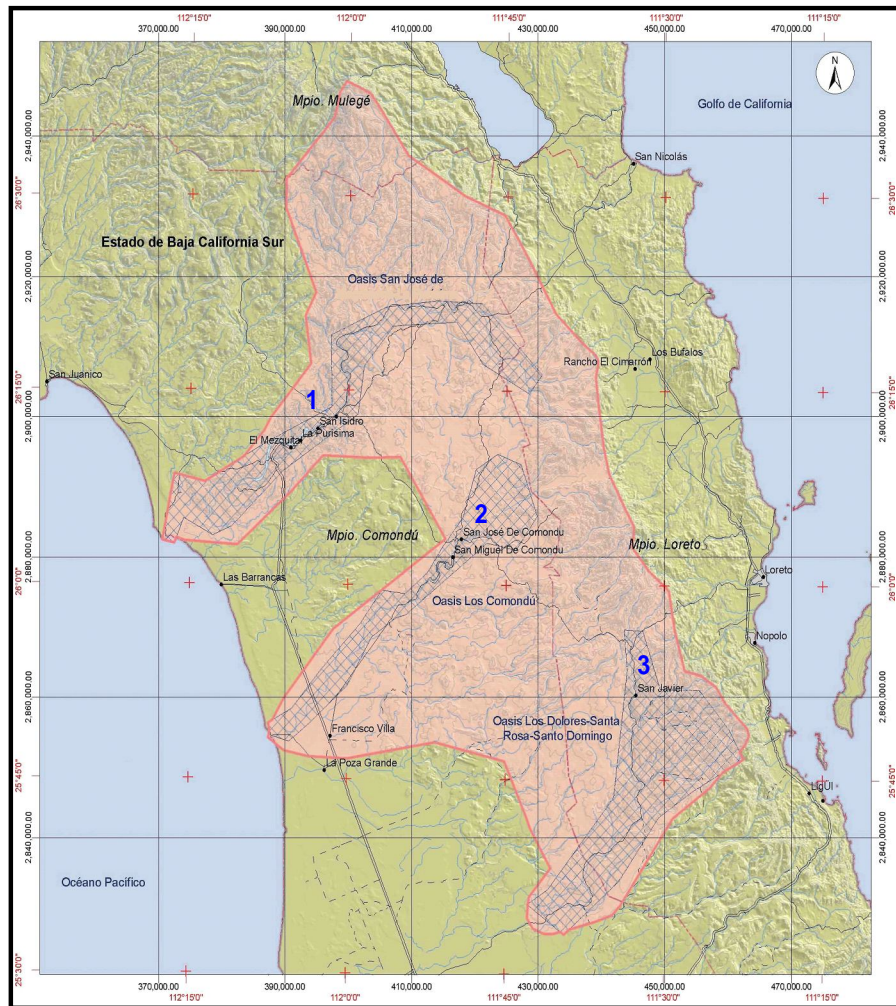 370,000.00 390,000.00 410,000.00 430,000.00 450,000.00 470,000.00
112°15'0" 112°0'0" 111°45'0" 111°30'0" 111°15'0"
N
Mpio. Mulegé
Golfo de California
2,940,000.00
2,940,000.00
San Nicolás
26°30'0"
26°30'0"
Estado de Baja California Sur
2,920,000.00
Oasis San José de
2,920,000.00
Los Bufalos
Rancho El Cimarrón
San Juanico
26°15'0"
26°15'0"
1
2,900,000.00
San Isidro
2,900,000.00
La Purisima
El Mezquital
2
Mpio. Comondú
San José De Comondu
Mpio. Loreto
2,880,000.00
San Miguel De Comondu
2,880,000.00
Loreto
26°0'0"
Las Barrancas
26°0'0"
Oasis Los Comondú
Nopolo
3
2,860,000.00
San Javier
2,860,000.00
Oasis Los Dolores-Santa
Rosa-Santo Domingo
Francisco Villa
La Poza Grande
25°45'0"
25°45'0"
LigÜI
2,840,000.00
2,840,000.00
Océano Pacífico
25°30'0"
25°30'0"
370,000.00 390,000.00 410,000.00 430,000.00 450,000.00 470,000.00
112°15'0" 112°0'0" 111°45'0" 111°30'0" 111°15'0"